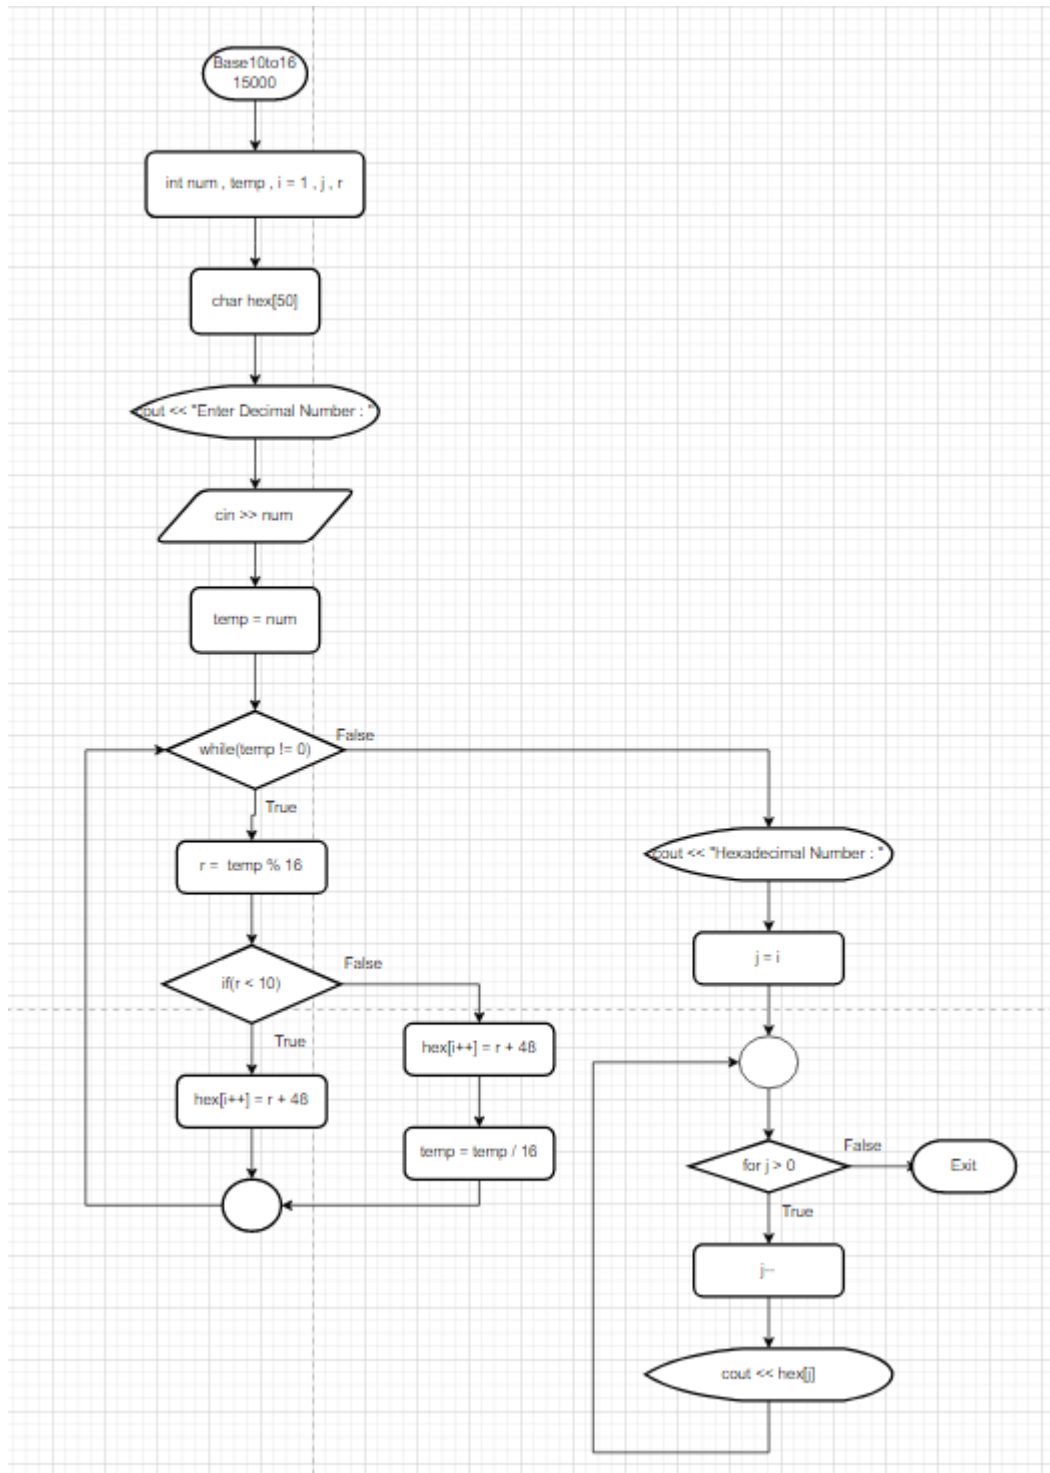 Base10to16
15000
int num , temp , i = 1 , j , r
char hex[50]
cout << "Enter Decimal Number : "
cin >> num
temp = num
while(temp != 0)
False
True
r = temp % 16
if(r < 10)
False
True
hex[i++] = r + 48
hex[i++] = r + 48
temp = temp / 16
cout << "Hexadecimal Number : "
j = i
for j > 0
False
Exit
True
j--
cout << hex[j]